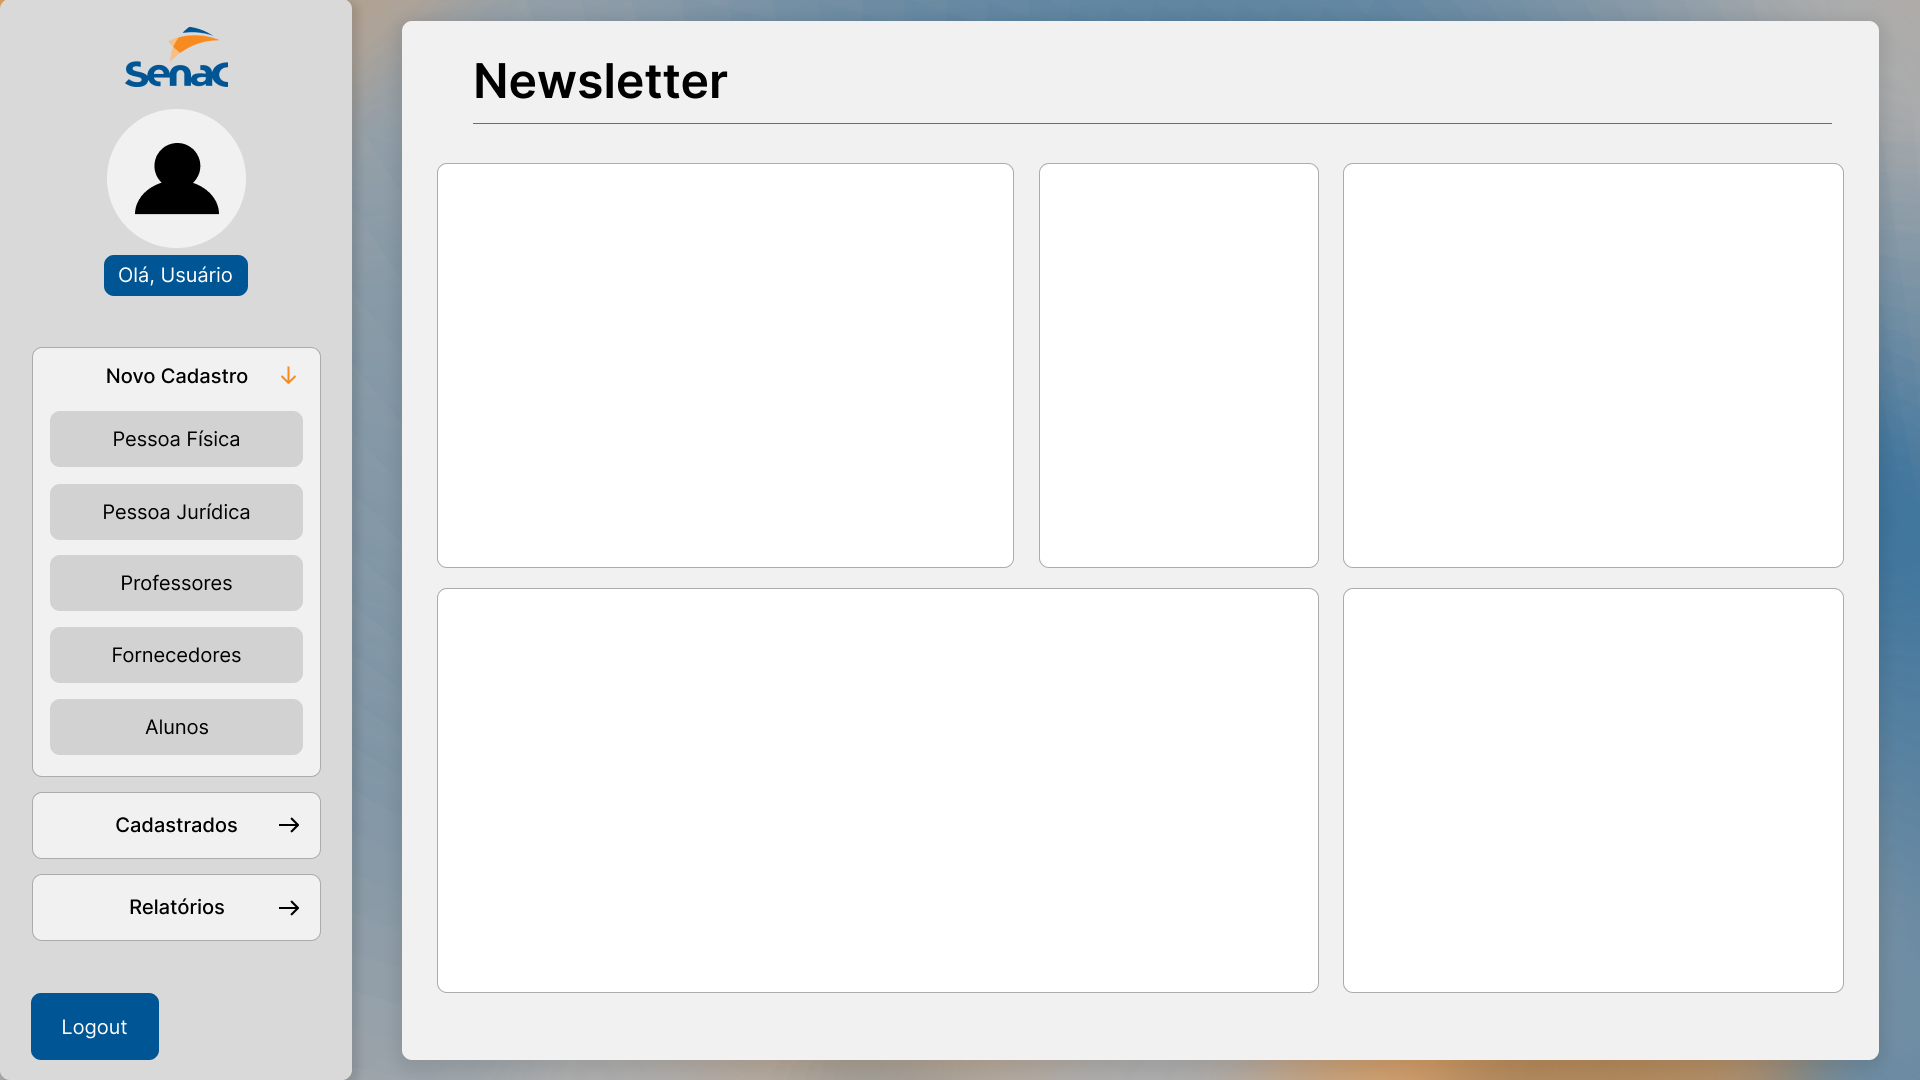 Senac
Olá, Usuário
Novo Cadastro
Pessoa Física
Pessoa Jurídica
Professores
Fornecedores
Alunos
Cadastrados
Relatórios
Logout
Newsletter